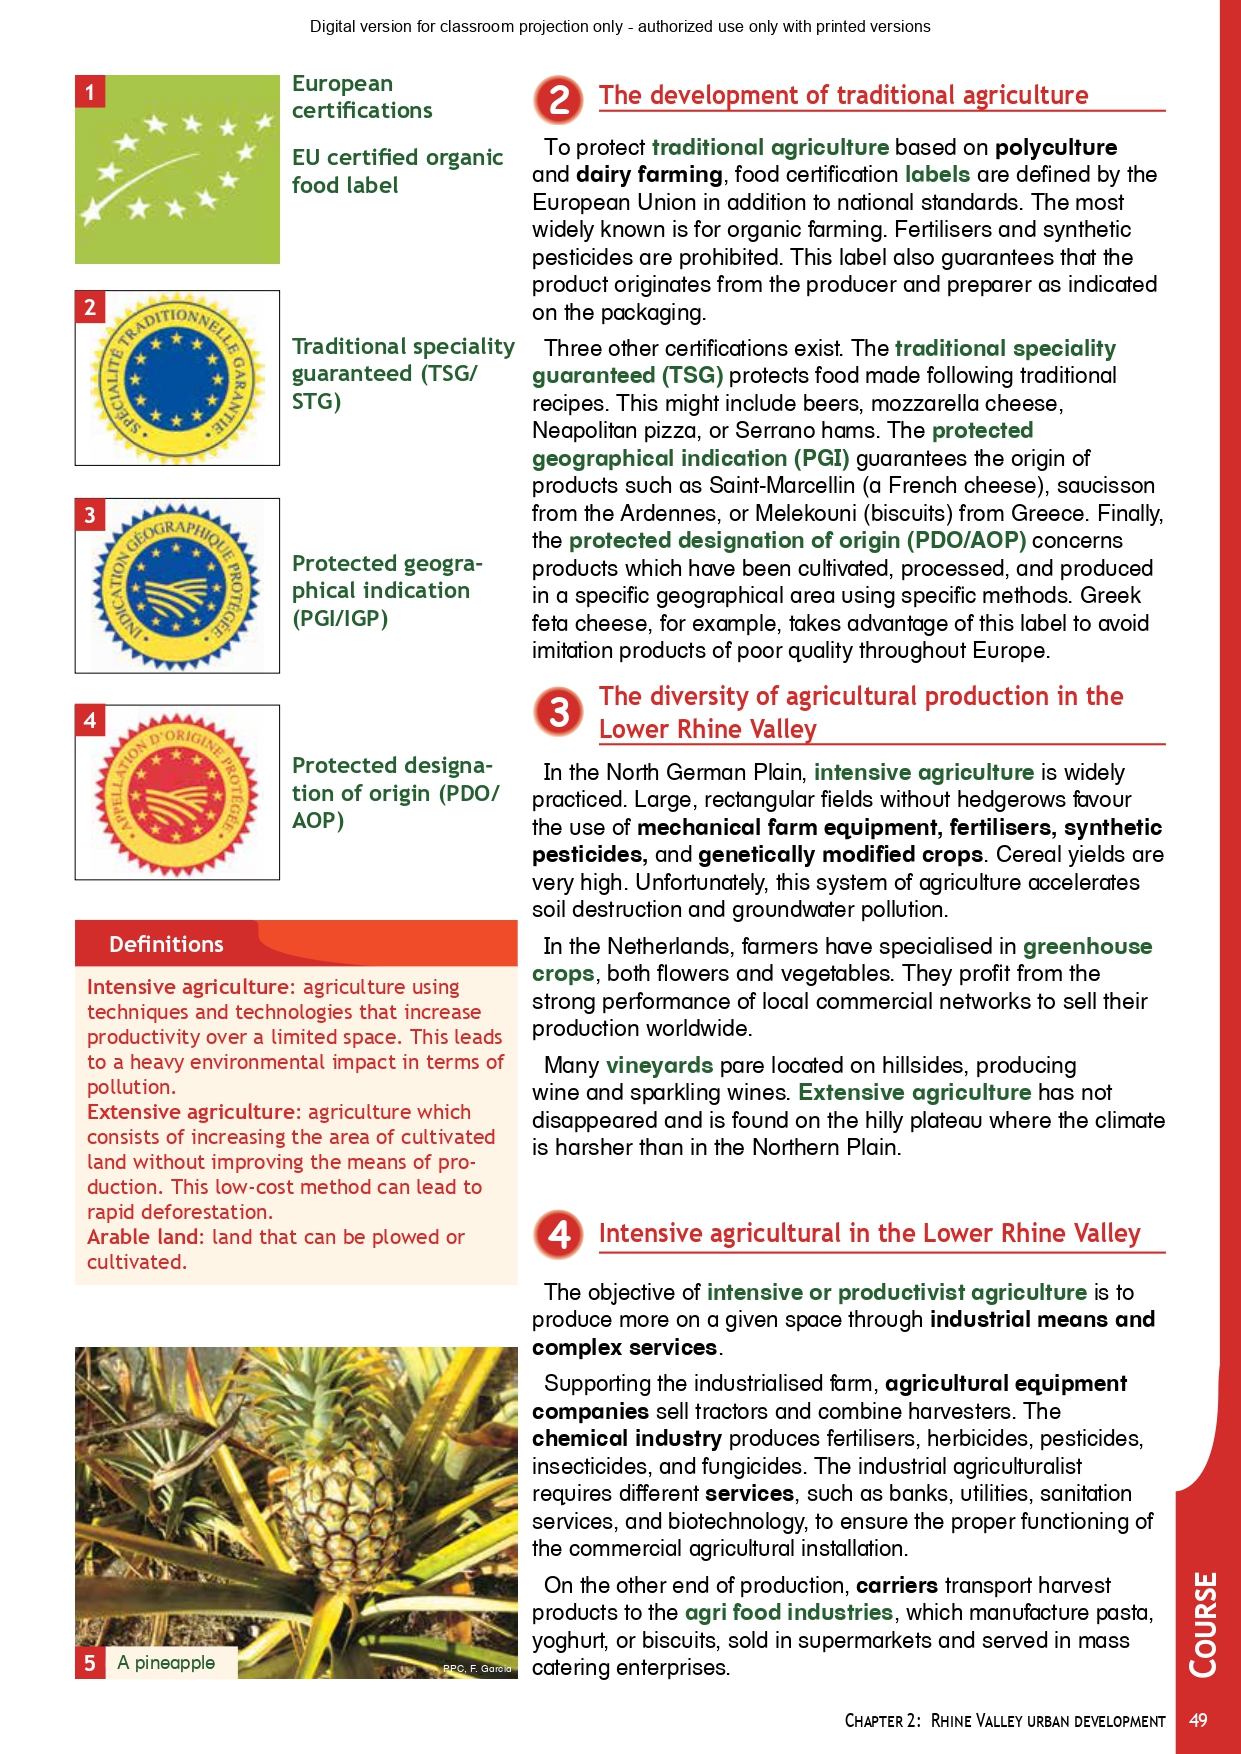 Digital version for classroom projection only - authorized use only with printed versions
1
European
certifications
EU certified organic
food label
2
SPÉCIALITÉ TRADITIONNELLE GARANTIE
Traditional speciality
guaranteed (TSG/
STG)
3
INDICATION GÉOGRAPHIQUE PROTÉGÉE
Protected geogra-
phical indication
(PGI/IGP)
4
APPELLATION D'ORIGINE PROTÉGÉE
Protected designa-
tion of origin (PDO/
AOP)
Definitions
Intensive agriculture: agriculture using
techniques and technologies that increase
productivity over a limited space. This leads
to a heavy environmental impact in terms of
pollution.
Extensive agriculture: agriculture which
consists of increasing the area of cultivated
land without improving the means of pro-
duction. This low-cost method can lead to
rapid deforestation.
Arable land: land that can be plowed or
cultivated.
5 A pineapple
PPC, F. Garcia
2 The development of traditional agriculture
To protect traditional agriculture based on polyculture
and dairy farming, food certification labels are defined by the
European Union in addition to national standards. The most
widely known is for organic farming. Fertilisers and synthetic
pesticides are prohibited. This label also guarantees that the
product originates from the producer and preparer as indicated
on the packaging.
Three other certifications exist. The traditional speciality
guaranteed (TSG) protects food made following traditional
recipes. This might include beers, mozzarella cheese,
Neapolitan pizza, or Serrano hams. The protected
geographical indication (PGI) guarantees the origin of
products such as Saint-Marcellin (a French cheese), saucisson
from the Ardennes, or Melekouni (biscuits) from Greece. Finally,
the protected designation of origin (PDO/AOP) concerns
products which have been cultivated, processed, and produced
in a specific geographical area using specific methods. Greek
feta cheese, for example, takes advantage of this label to avoid
imitation products of poor quality throughout Europe.
3 The diversity of agricultural production in the
Lower Rhine Valley
In the North German Plain, intensive agriculture is widely
practiced. Large, rectangular fields without hedgerows favour
the use of mechanical farm equipment, fertilisers, synthetic
pesticides, and genetically modified crops. Cereal yields are
very high. Unfortunately, this system of agriculture accelerates
soil destruction and groundwater pollution.
In the Netherlands, farmers have specialised in greenhouse
crops, both flowers and vegetables. They profit from the
strong performance of local commercial networks to sell their
production worldwide.
Many vineyards pare located on hillsides, producing
wine and sparkling wines. Extensive agriculture has not
disappeared and is found on the hilly plateau where the climate
is harsher than in the Northern Plain.
4 Intensive agricultural in the Lower Rhine Valley
The objective of intensive or productivist agriculture is to
produce more on a given space through industrial means and
complex services.
Supporting the industrialised farm, agricultural equipment
companies sell tractors and combine harvesters. The
chemical industry produces fertilisers, herbicides, pesticides,
insecticides, and fungicides. The industrial agriculturalist
requires different services, such as banks, utilities, sanitation
services, and biotechnology, to ensure the proper functioning of
the commercial agricultural installation.
On the other end of production, carriers transport harvest
products to the agri food industries, which manufacture pasta,
yoghurt, or biscuits, sold in supermarkets and served in mass
catering enterprises.
COURSE
CHAPTER 2: RHINE VALLEY URBAN DEVELOPMENT 49